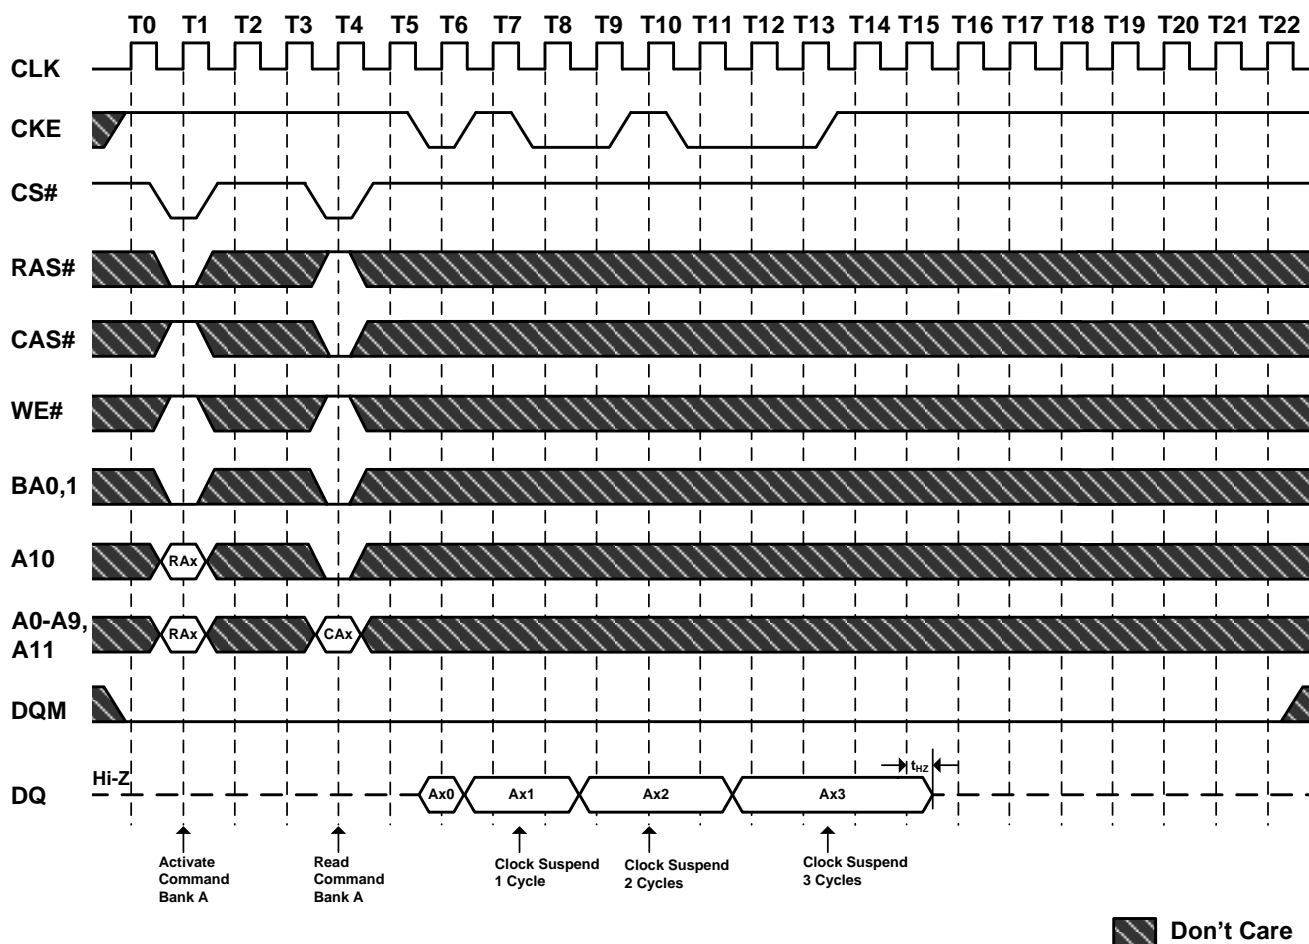 T0 T1 T2 T3 T4 T5 T6 T7 T8 T9 T10 T11 T12 T13 T14 T15 T16 T17 T18 T19 T20 T21 T22
CLK
CKE
CS#
RAS#
CAS#
WE#
BA0,1
A10
RAx
A0-A9,
A11
RAx
CAx
DQM
tHZ
Hi-Z
DQ
Ax0
Ax1
Ax2
Ax3
Activate
Command
Bank A
Read
Command
Bank A
Clock Suspend
1 Cycle
Clock Suspend
2 Cycles
Clock Suspend
3 Cycles
Don't Care